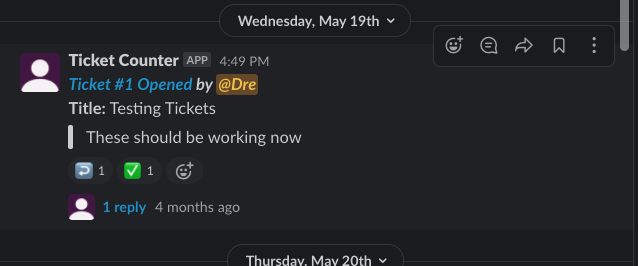 Wednesday, May 19th
Ticket Counter APP 4:49 PM
Ticket #1 Opened by @Dre
Title: Testing Tickets
These should be working now
1 1
1 reply 4 months ago
Thursday, May 20th